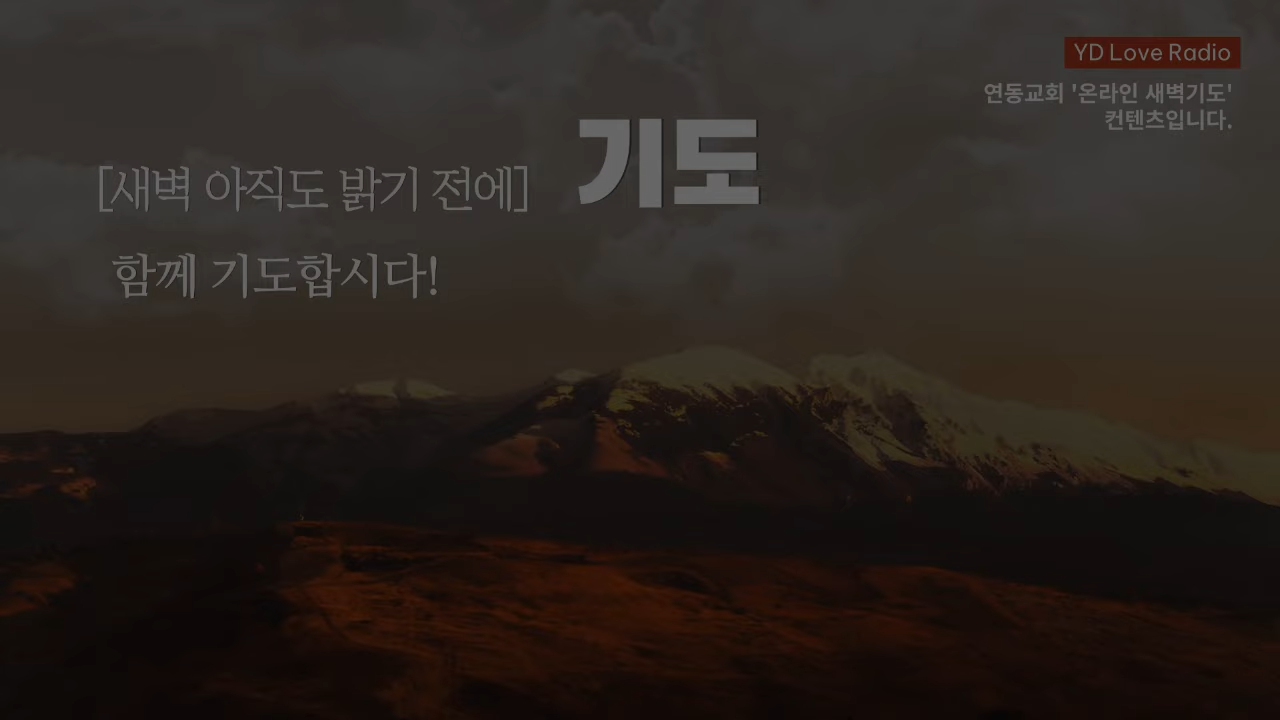 YD Love Radio
연동교회 '온라인 새벽기도'
컨텐츠입니다.
[새벽 아직도 밝기 전에] 기도
함께 기도합시다!